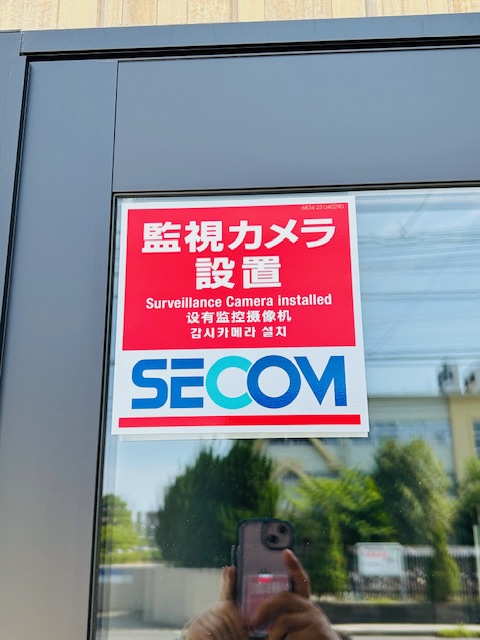 監視カメラ
設置
Surveillance Camera installed
设有监控摄像机
감시카메라 설치
SECOM